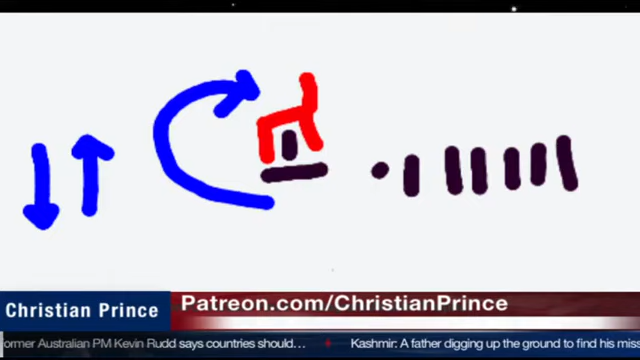 Christian Prince
Patreon.com/ChristianPrince
ormer Australian PM Kevin Rudd says countries should...
Kashmir: A father digging up the ground to find his miss